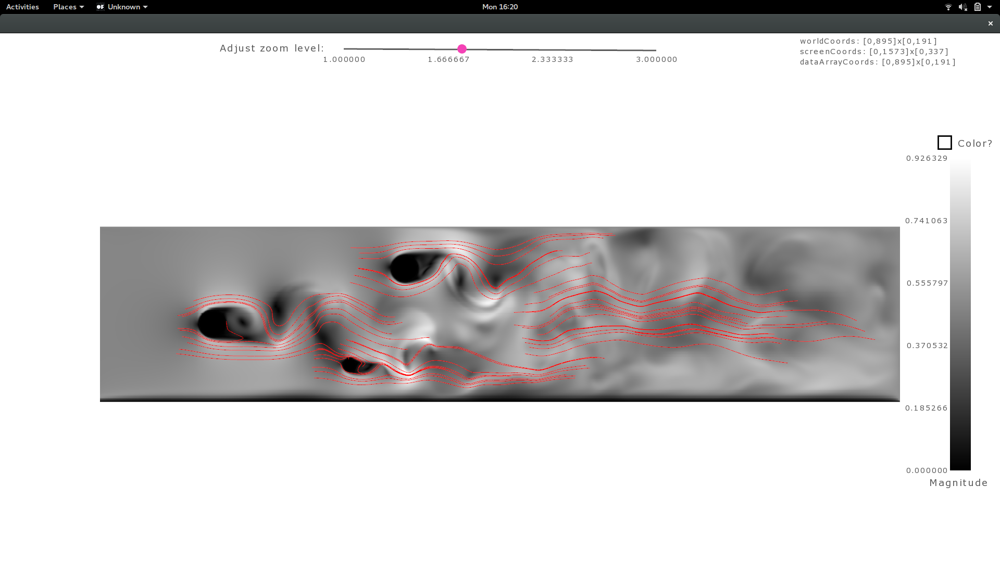 Activities Places OF Unknown Mon 16:20
×
Adjust zoom level:
1.000000 1.666667 2.333333 3.000000
worldCoords: [0,895]x[0,191]
screenCoords: [0,1573]x[0,337]
dataArrayCoords: [0,895]x[0,191]
Color?
0.926329
0.741063
0.555797
0.370532
0.185266
0.000000
Magnitude